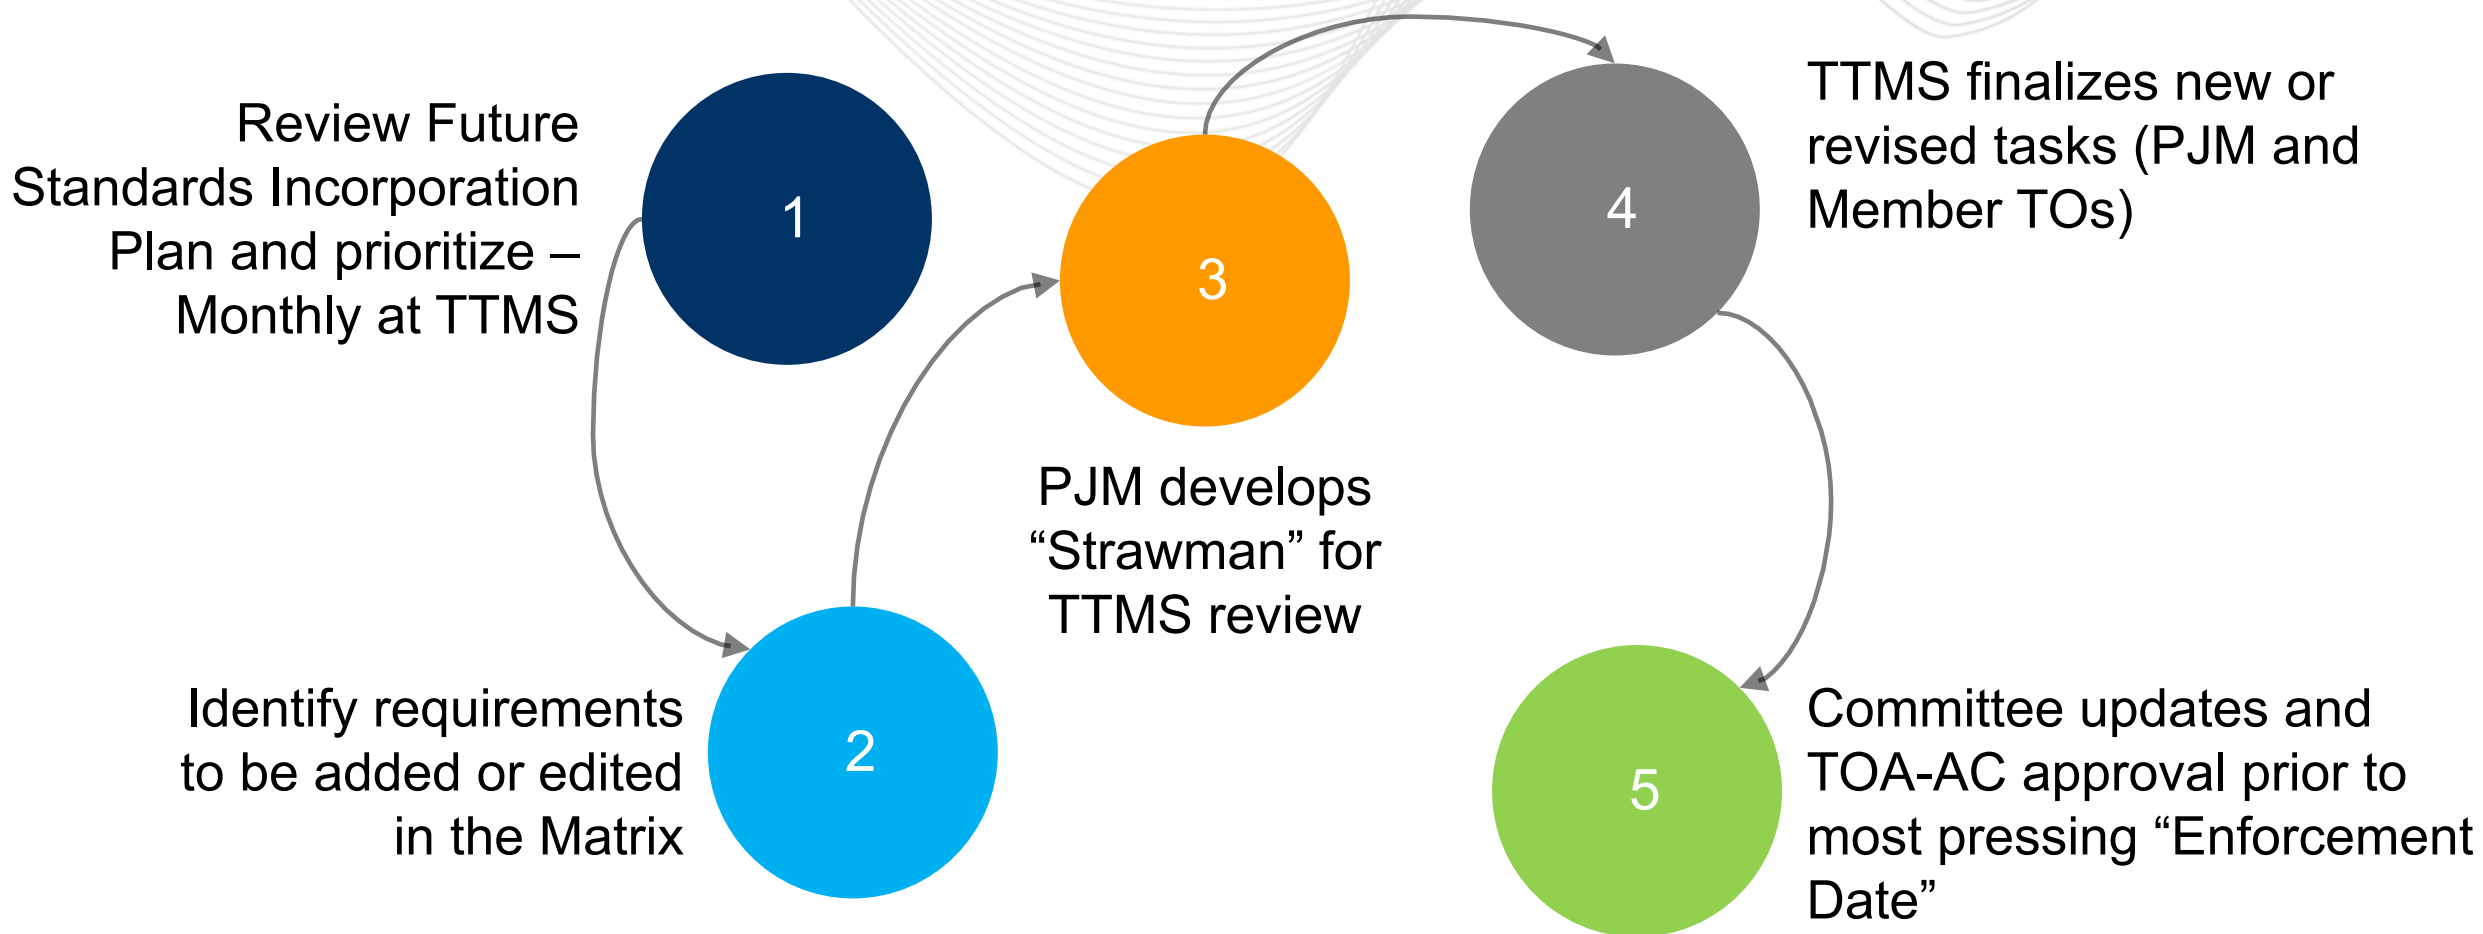 Review Future
Standards Incorporation
Plan and prioritize –
Monthly at TTMS
1
Identify requirements
to be added or edited
in the Matrix
2
3
PJM develops
“Strawman” for
TTMS review
4
TTMS finalizes new or
revised tasks (PJM and
Member TOs)
5
Committee updates and
TOA-AC approval prior to
most pressing “Enforcement
Date”